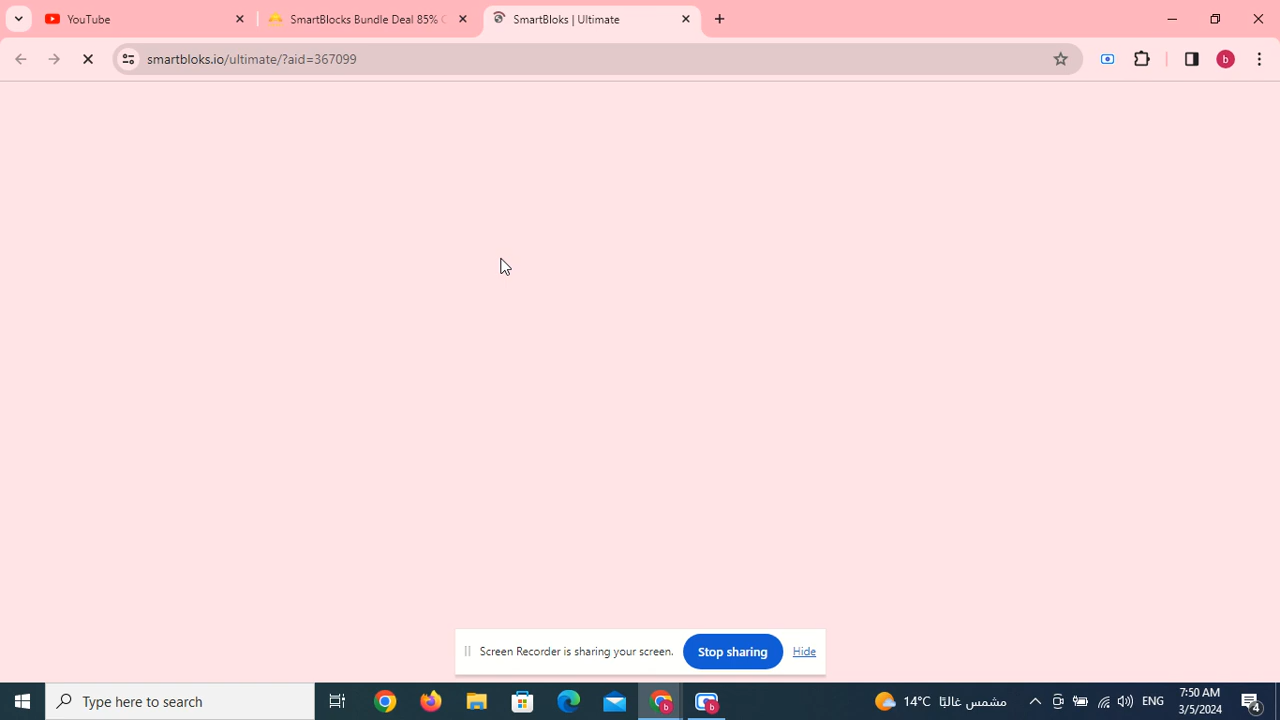 YouTube
SmartBlocks Bundle Deal 85%
SmartBloks | Ultimate
smartbloks.io/ultimate/?aid=367099
b
Screen Recorder is sharing your screen.
Stop sharing
Hide
Type here to search
b
b
14°C
مشمس غالبًا
ENG
7:50 AM
3/5/2024
4